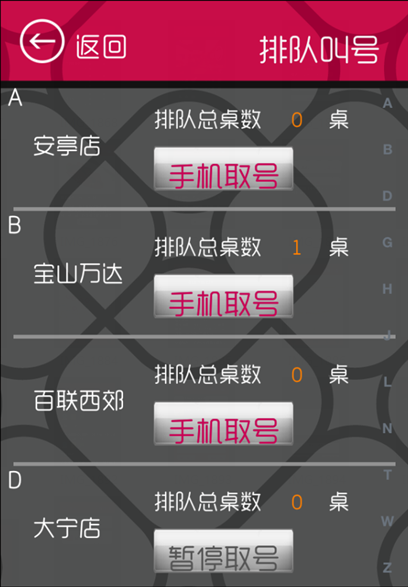 返回
排队叫号
A
安亭店
排队总桌数 0 桌
手机取号
B
宝山万达
排队总桌数 1 桌
手机取号
百联西郊
排队总桌数 0 桌
手机取号
D
大宁店
排队总桌数 0 桌
暂停取号
A
B
D
G
H
J
L
N
T
W
Z